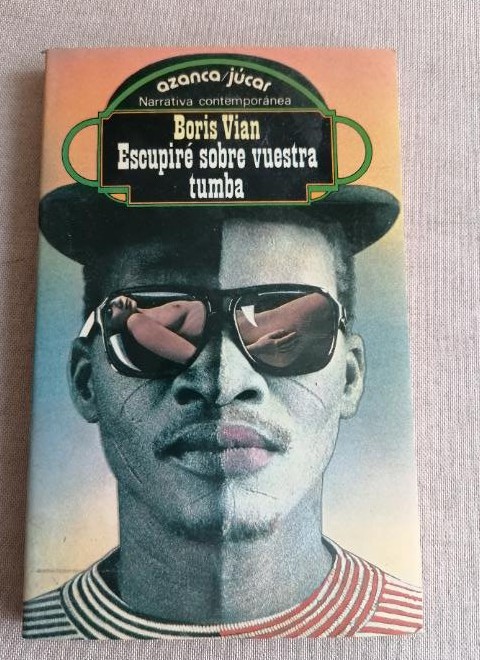 azanca/júcar
Narrativa contemporánea
Boris Vian
Escupiré sobre vuestra
tumba